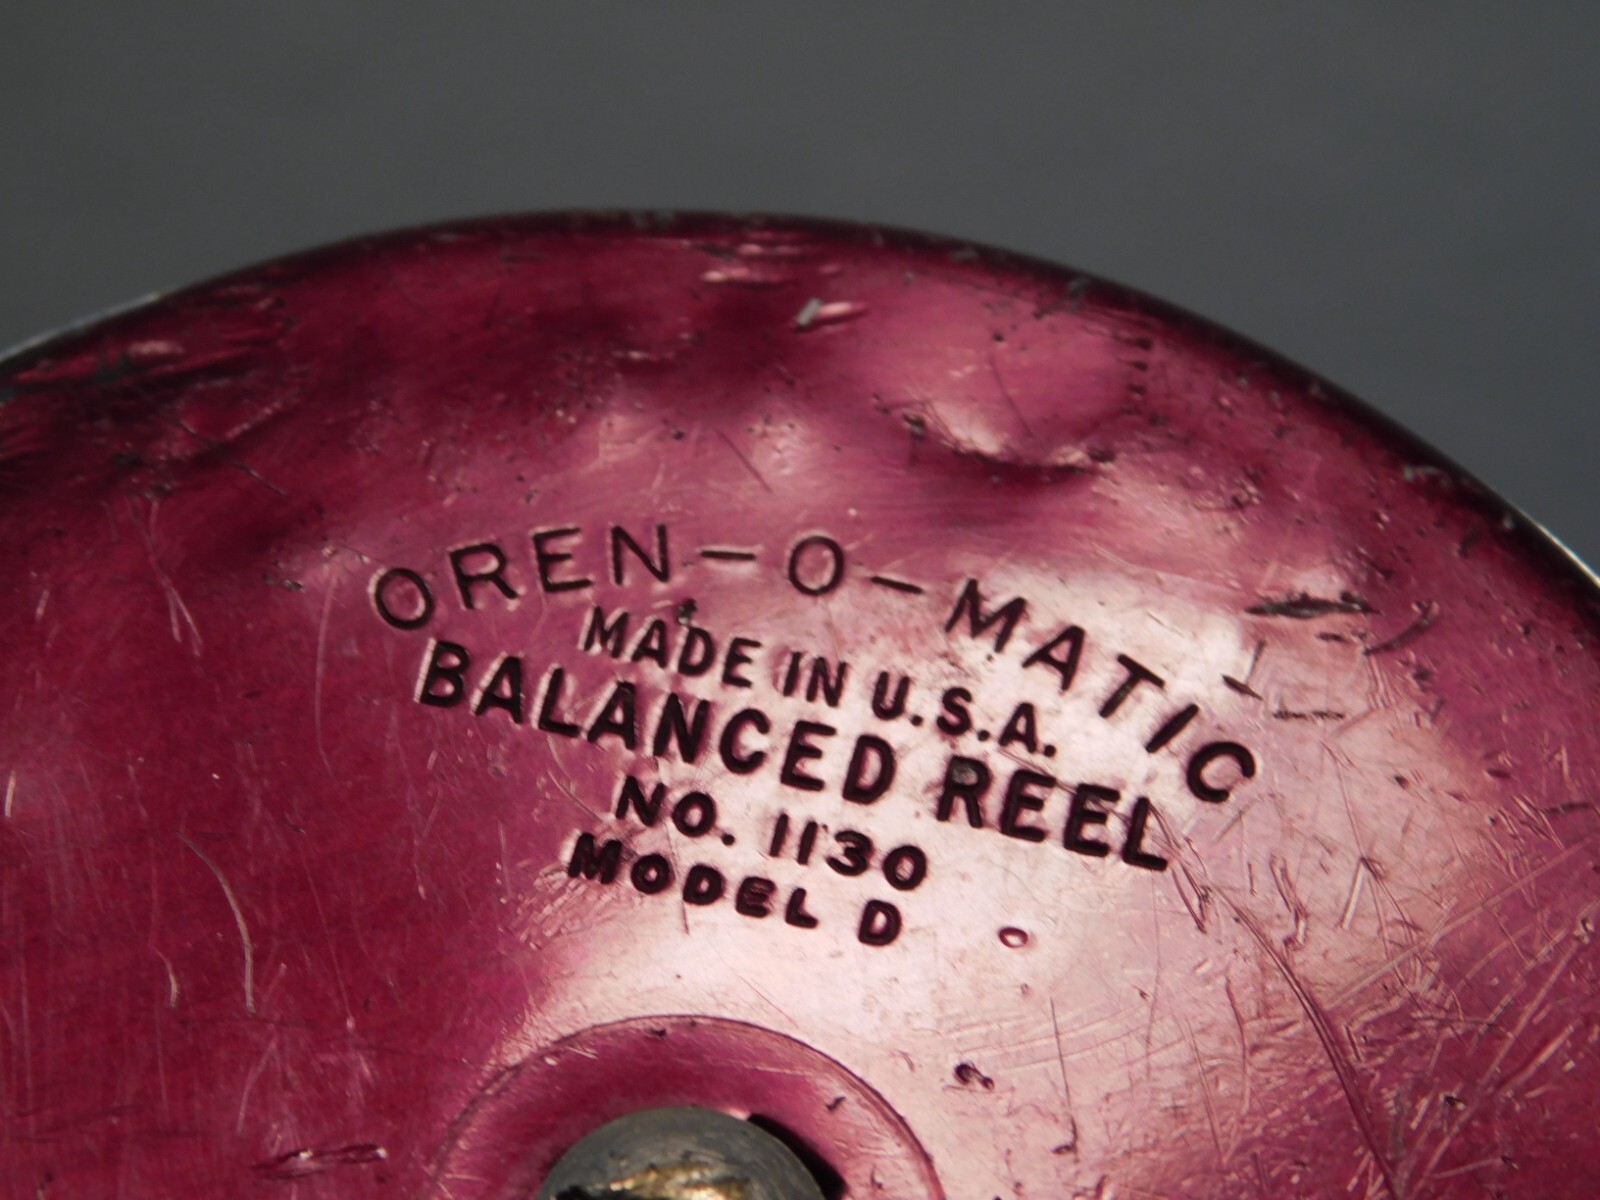 OREN-O-MATIC
MADE IN U.S.A.
BALANCED REEL
NO. 1130
MODEL D